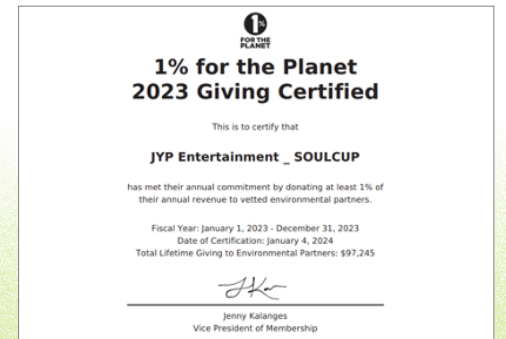 1%
FOR THE
PLANET
1% for the Planet
2023 Giving Certified
This is to certify that
JYP Entertainment _ SOULCUP
has met their annual commitment by donating at least 1% of
their annual revenue to vetted environmental partners.
Fiscal Year: January 1, 2023 - December 31, 2023
Date of Certification: January 4, 2024
Total Lifetime Giving to Environmental Partners: $97,245
Jenny Kalanges
Vice President of Membership